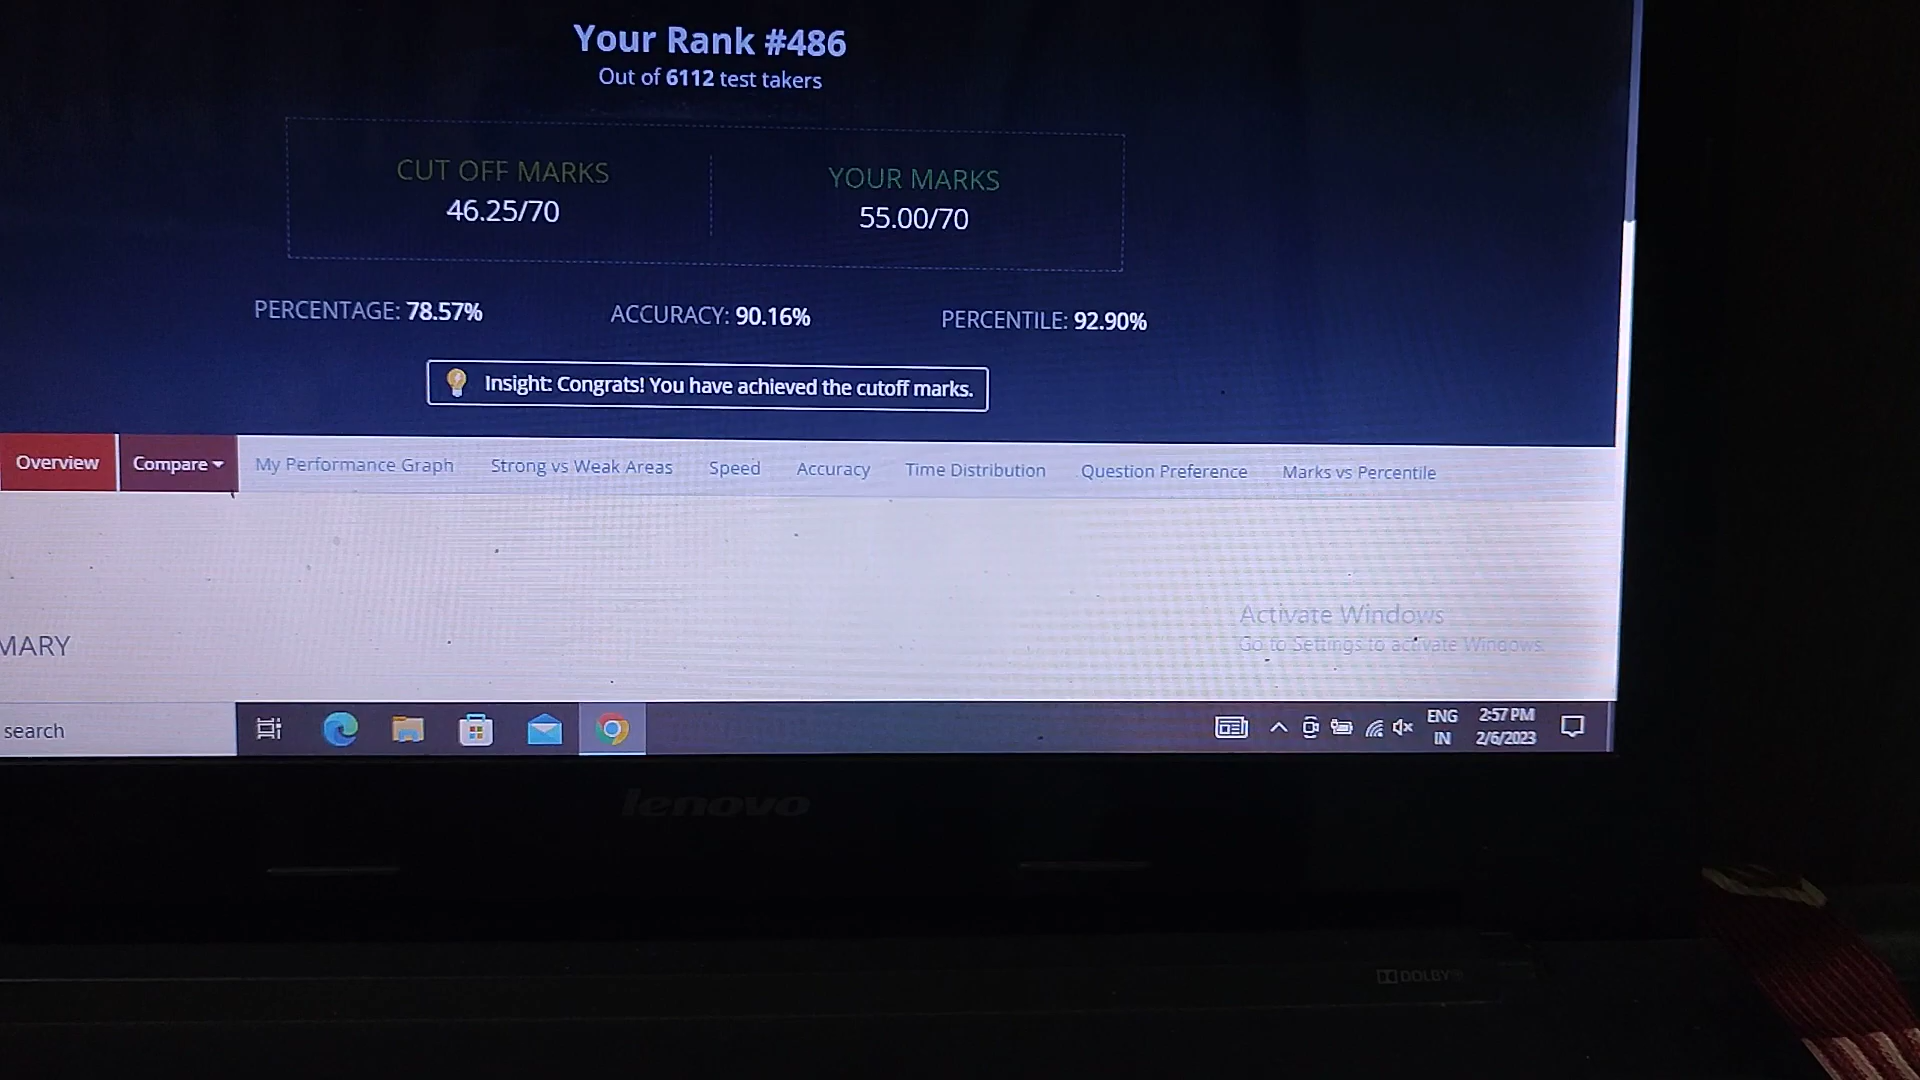 Your Rank #486
Out of 6112 test takers
CUT OFF MARKS
46.25/70
YOUR MARKS
55.00/70
PERCENTAGE: 78.57%
ACCURACY: 90.16%
PERCENTILE: 92.90%
Insight: Congrats! You have achieved the cutoff marks.
Overview
Compare
My Performance Graph
Strong vs Weak Areas
Speed
Accuracy
Time Distribution
Question Preference
Marks vs Percentile
Activate Windows
Go to Settings to activate Windows.
MARY
search
ENG
IN
2:57 PM
2/6/2023
lenovo
DOLBY